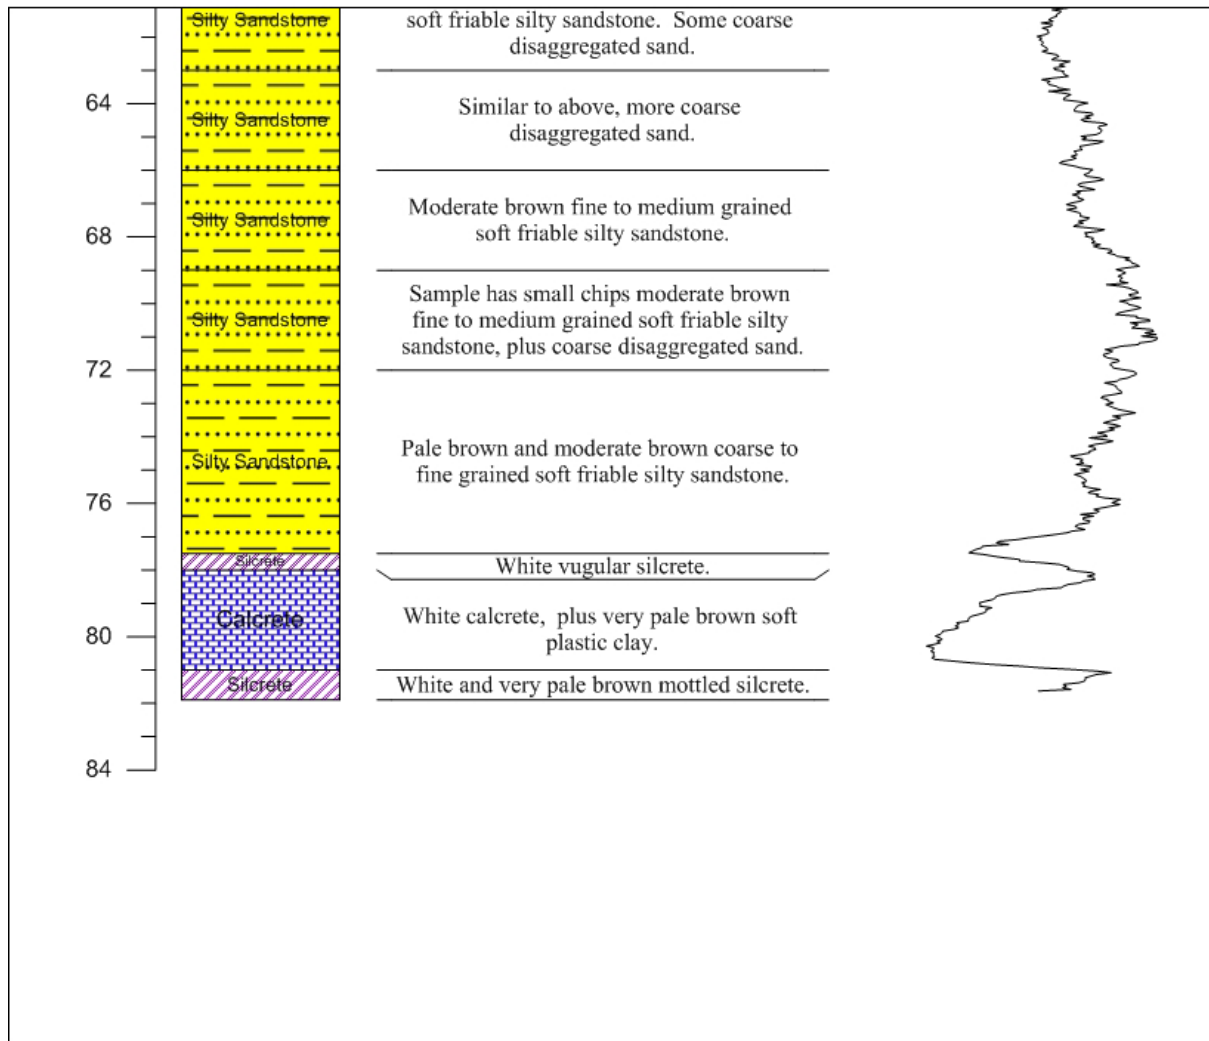 Silty Sandstone
soft friable silty sandstone. Some coarse
disaggregated sand.
64
Silty Sandstone
Similar to above, more coarse
disaggregated sand.
Silty Sandstone
Moderate brown fine to medium grained
soft friable silty sandstone.
68
Silty Sandstone
Sample has small chips moderate brown
fine to medium grained soft friable silty
sandstone, plus coarse disaggregated sand.
72
Silty Sandstone
Pale brown and moderate brown coarse to
fine grained soft friable silty sandstone.
76
Silcrete
White vugular silcrete.
Calcrete
White calcrete, plus very pale brown soft
plastic clay.
80
Silcrete
White and very pale brown mottled silcrete.
84